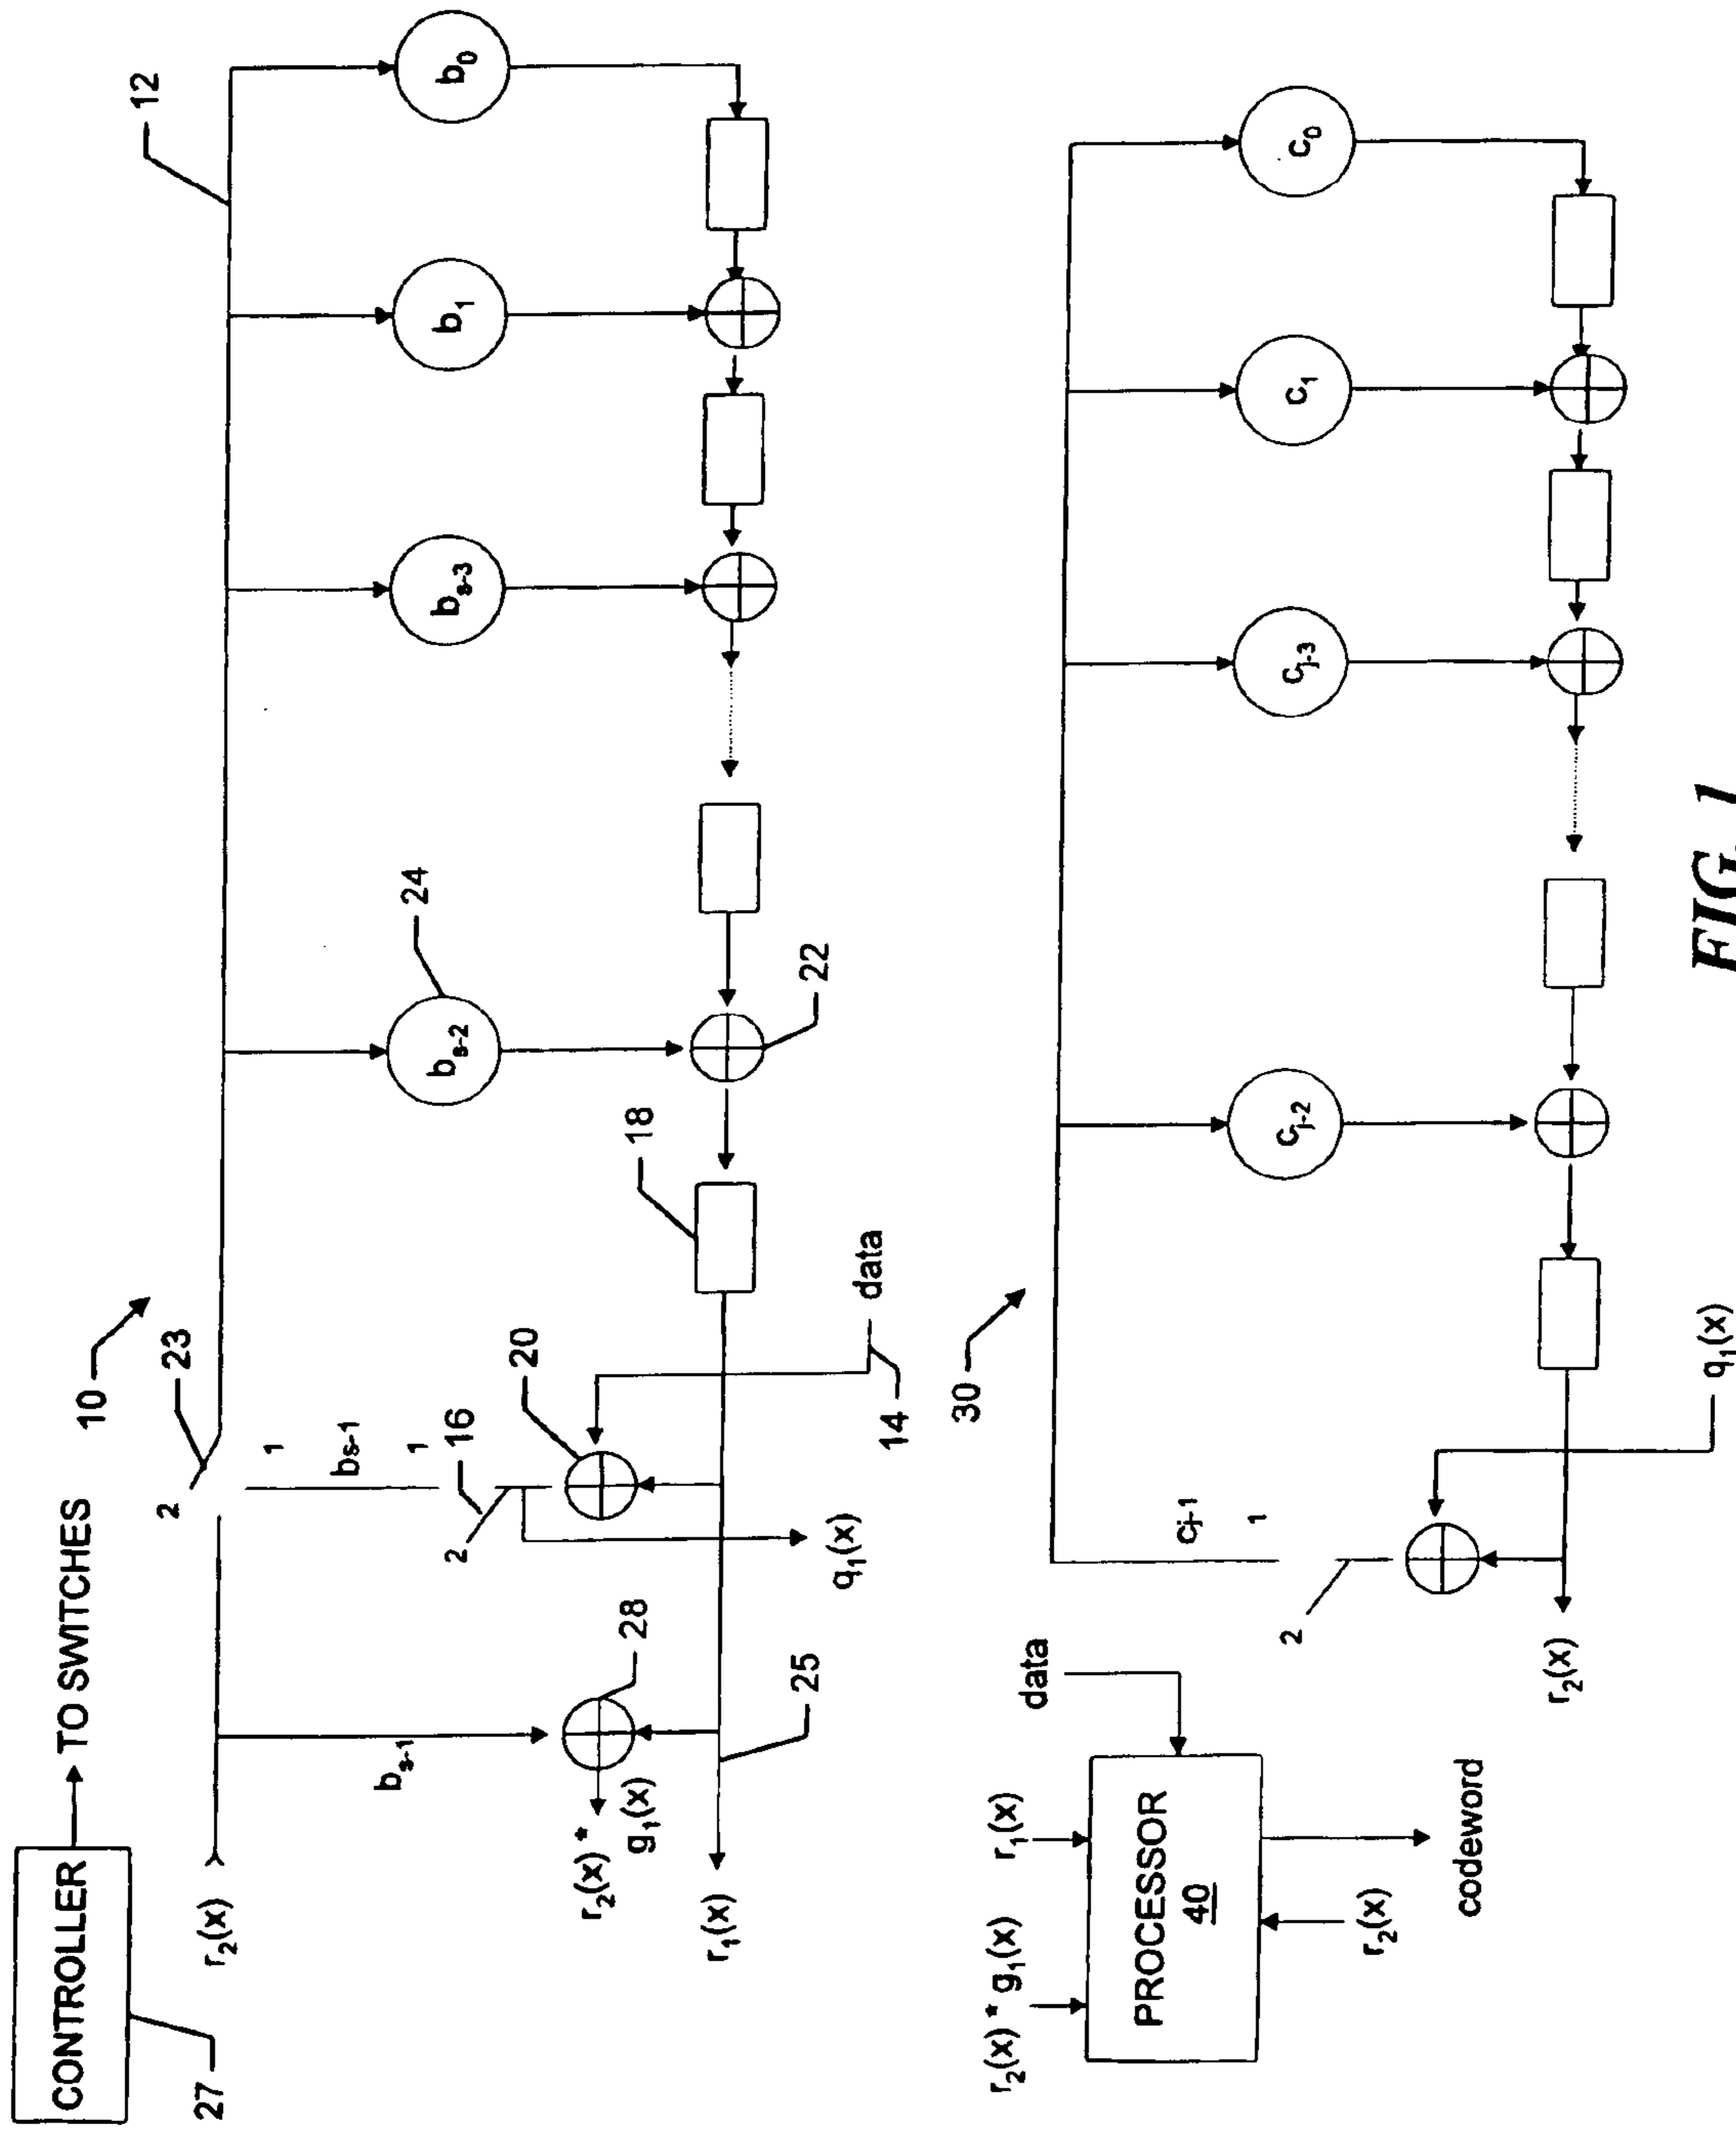 CONTROLLER
TO SWITCHES
27
10
23
12
r₂(x)
2
1
bs-1
1
16
2
20
24
bₛ₋₂
bₛ₋₃
b₁
b₀
bₛ₋₁
28
r₂(x) *
g₁(x)
q₁(x)
18
22
r₁(x)
25
14
data
r₂(x) * g₁(x)
r₁(x)
data
PROCESSOR
40
r₂(x)
codeword
30
cj-1
1
2
cⱼ₋₂
cⱼ₋₃
c₁
c₀
r₂(x)
q₁(x)
FIG. 1